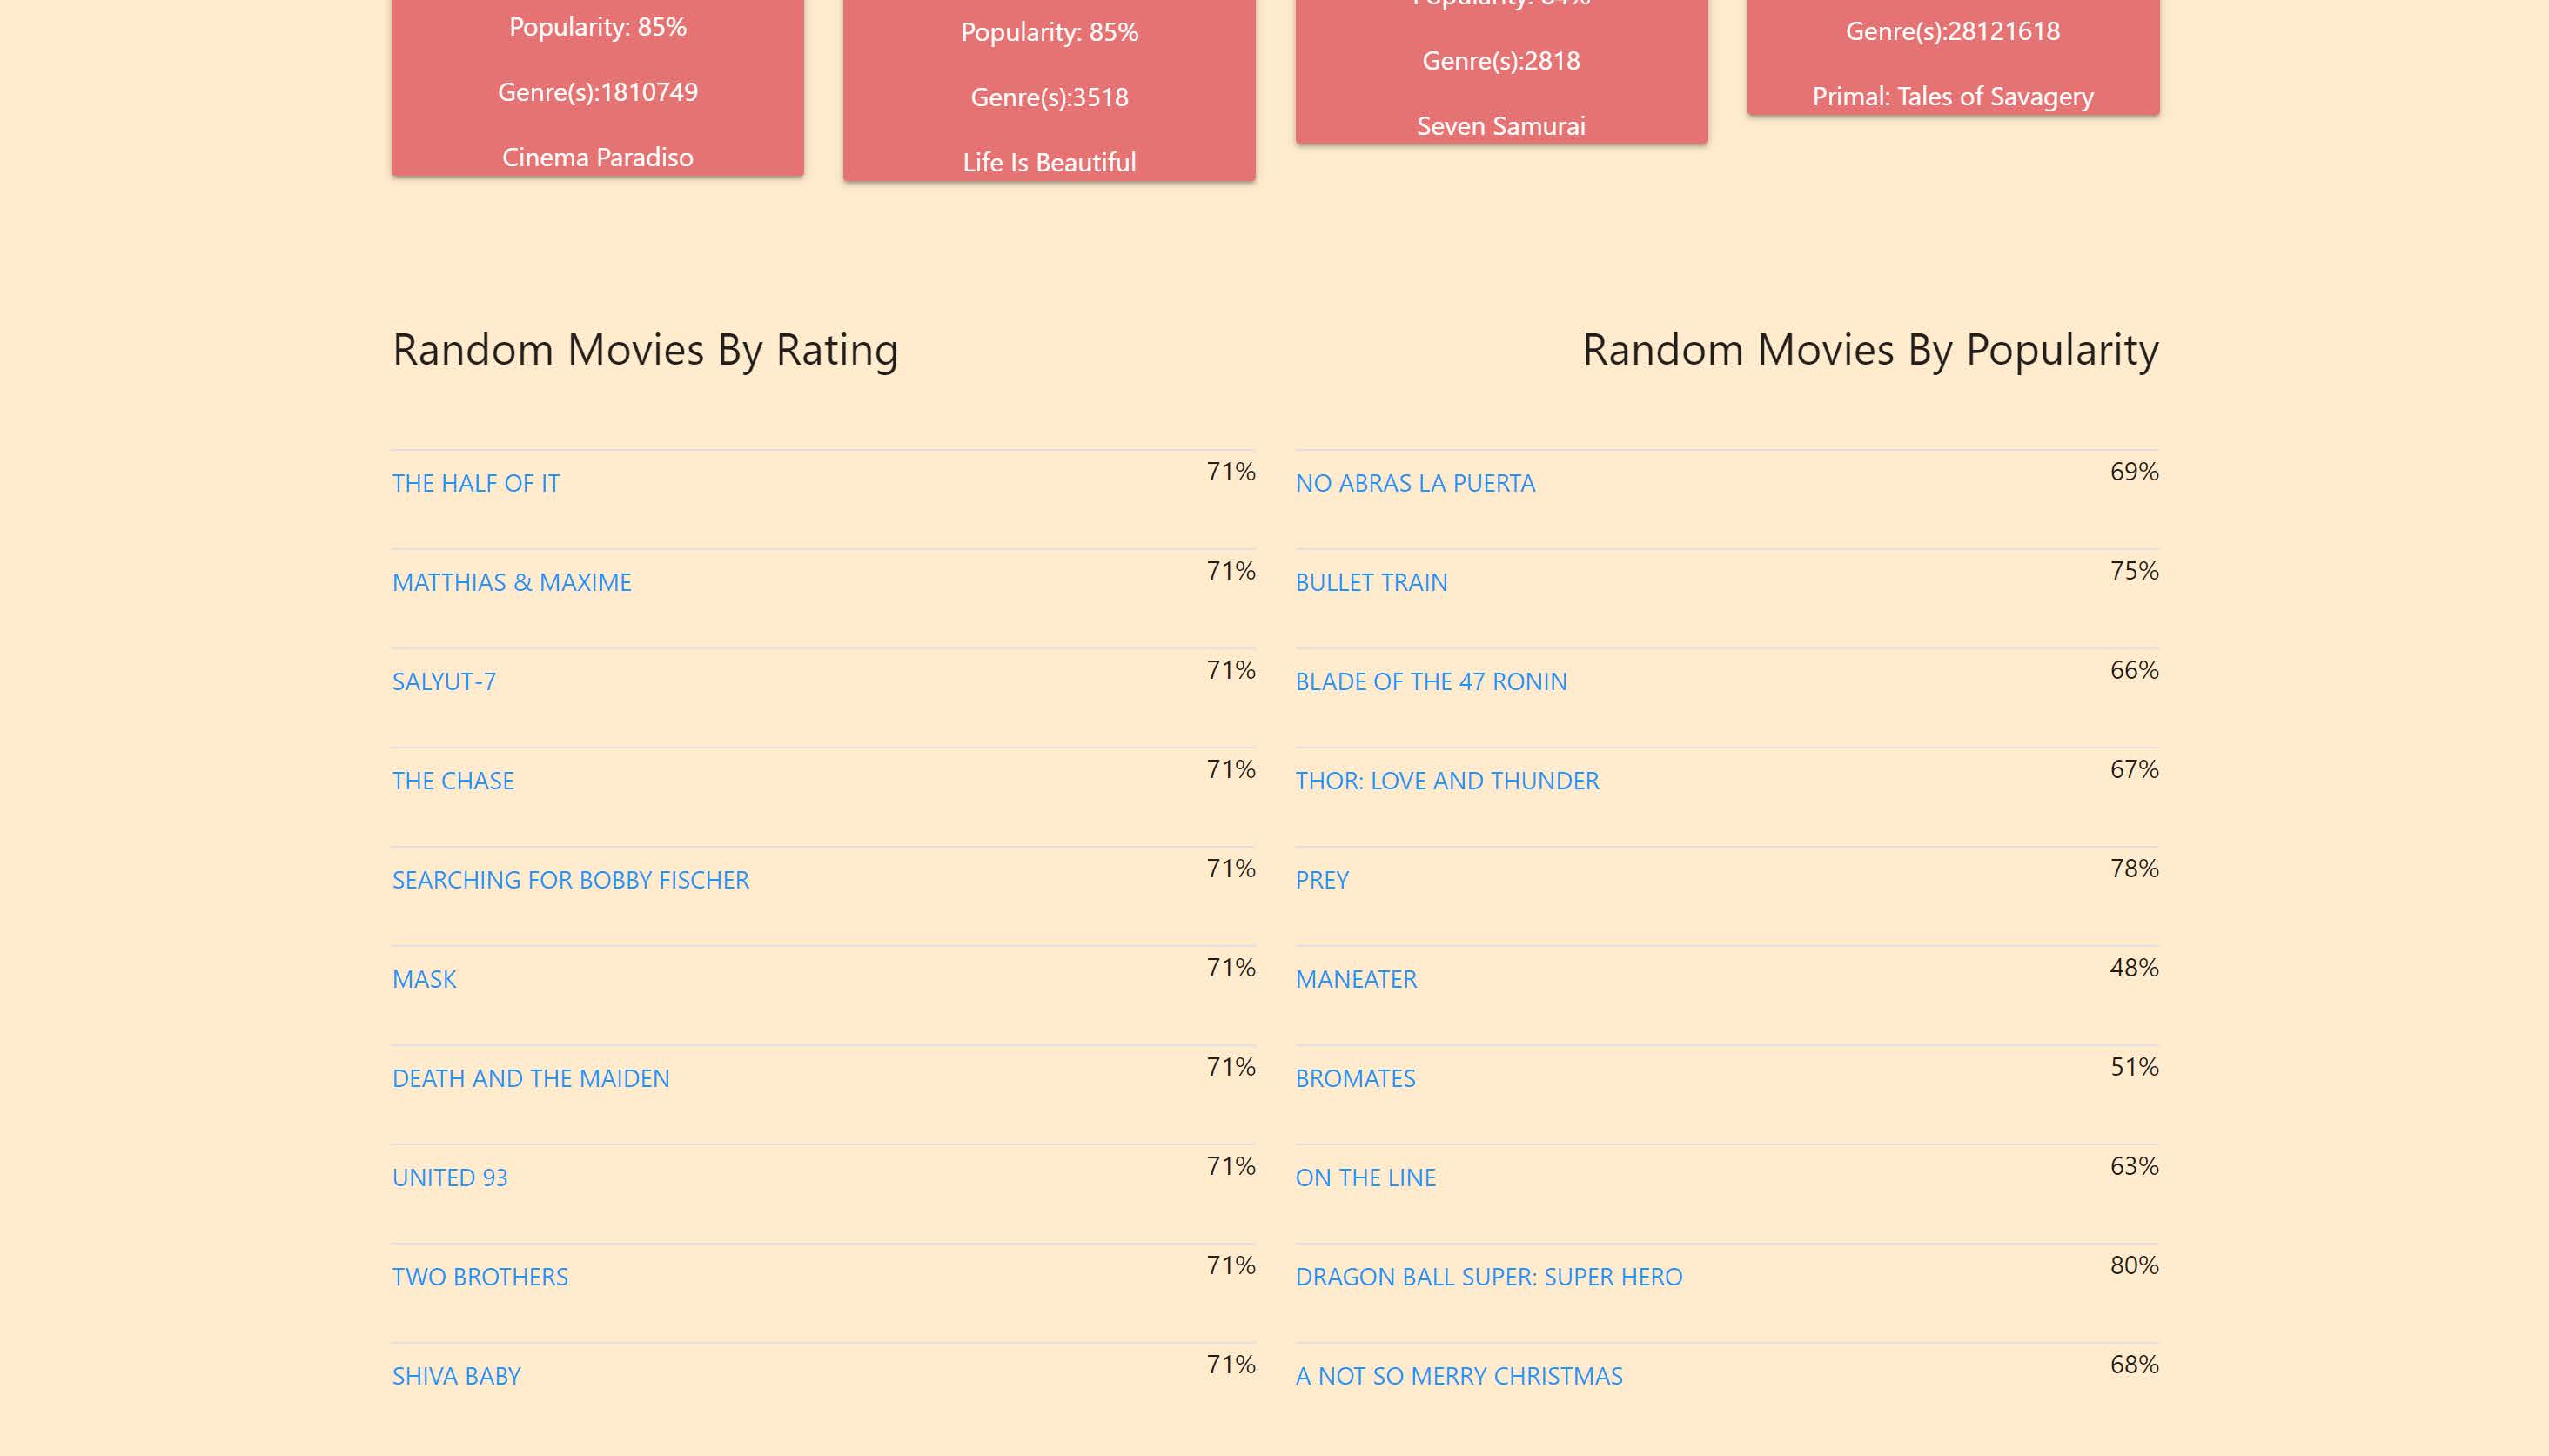 Popularity: 85%
Genre(s):1810749
Cinema Paradiso
Popularity: 85%
Genre(s):3518
Life Is Beautiful
Popularity: 84%
Genre(s):2818
Seven Samurai
Genre(s):28121618
Primal: Tales of Savagery
Random Movies By Rating
THE HALF OF IT 71%
MATTHIAS & MAXIME 71%
SALYUT-7 71%
THE CHASE 71%
SEARCHING FOR BOBBY FISCHER 71%
MASK 71%
DEATH AND THE MAIDEN 71%
UNITED 93 71%
TWO BROTHERS 71%
SHIVA BABY 71%
Random Movies By Popularity
NO ABRAS LA PUERTA 69%
BULLET TRAIN 75%
BLADE OF THE 47 RONIN 66%
THOR: LOVE AND THUNDER 67%
PREY 78%
MANEATER 48%
BROMATES 51%
ON THE LINE 63%
DRAGON BALL SUPER: SUPER HERO 80%
A NOT SO MERRY CHRISTMAS 68%